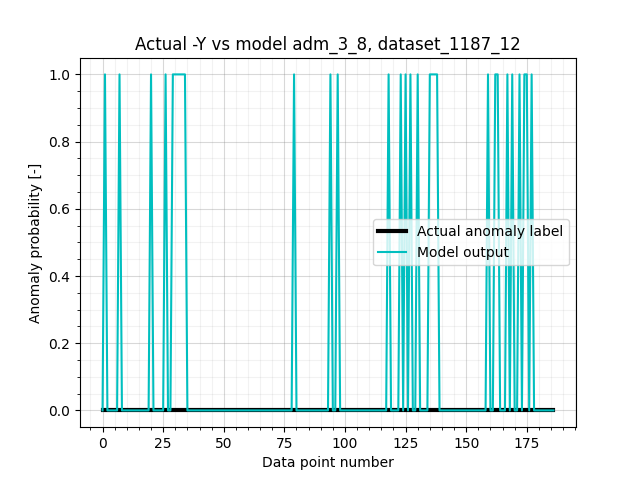 Actual -Y vs model adm_3_8, dataset_1187_12
1.0
0.8
0.6
0.4
0.2
0.0
Anomaly probability [-]
Actual anomaly label
Model output
0 25 50 75 100 125 150 175
Data point number